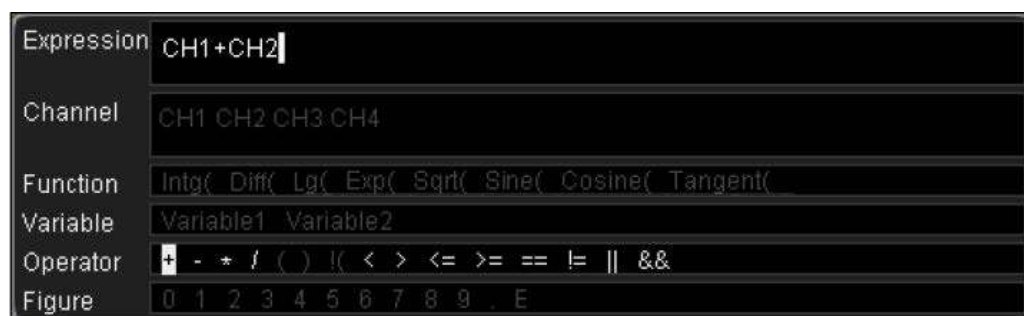 Expression CH1+CH2
Channel CH1 CH2 CH3 CH4
Function Intg( Diff( Lg( Exp( Sqrt( Sine( Cosine( Tangent(
Variable Variable1 Variable2
Operator + - * / ( ) !( < > <= >= == != || &&
Figure 0 1 2 3 4 5 6 7 8 9 . E